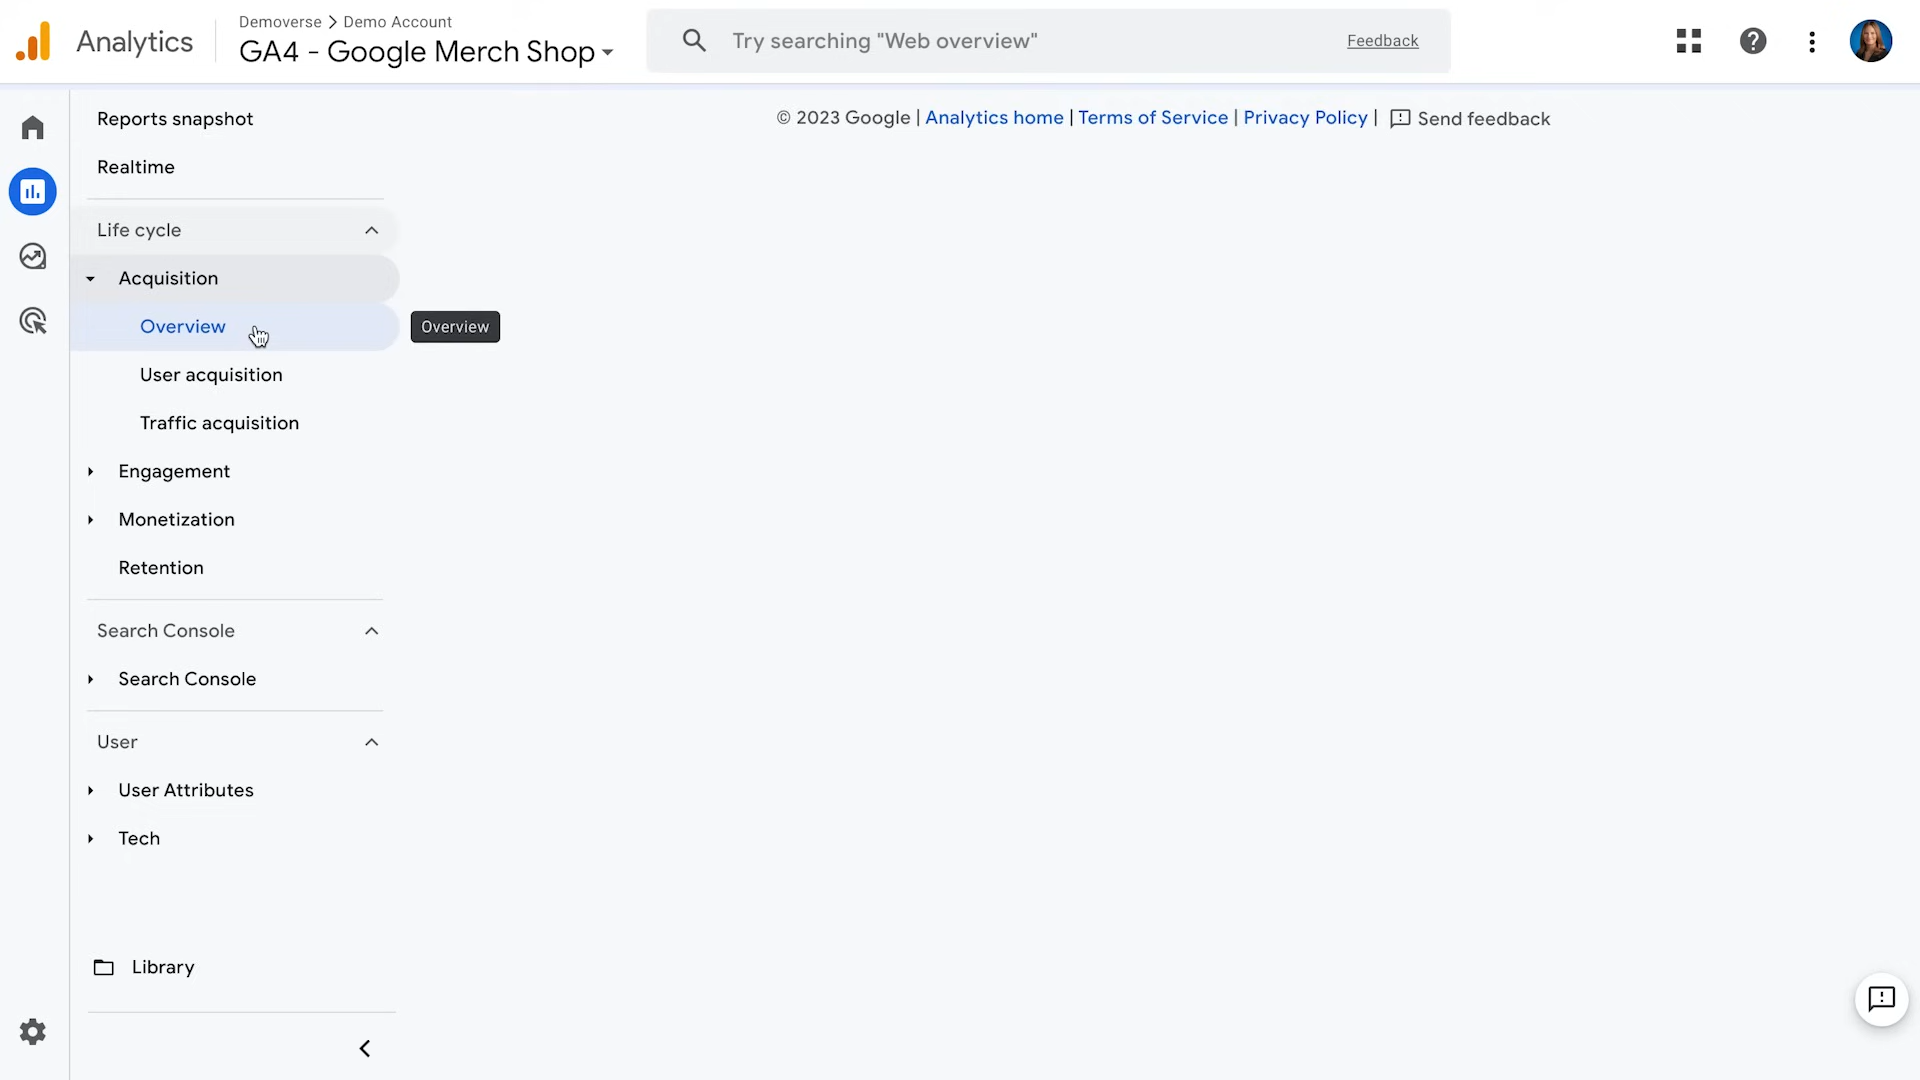 Analytics
Demoverse > Demo Account
GA4 - Google Merch Shop
Try searching "Web overview"
Feedback
Reports snapshot
Realtime
Life cycle
Acquisition
Overview
Overview
User acquisition
Traffic acquisition
Engagement
Monetization
Retention
Search Console
Search Console
User
User Attributes
Tech
Library
© 2023 Google | Analytics home | Terms of Service | Privacy Policy | Send feedback